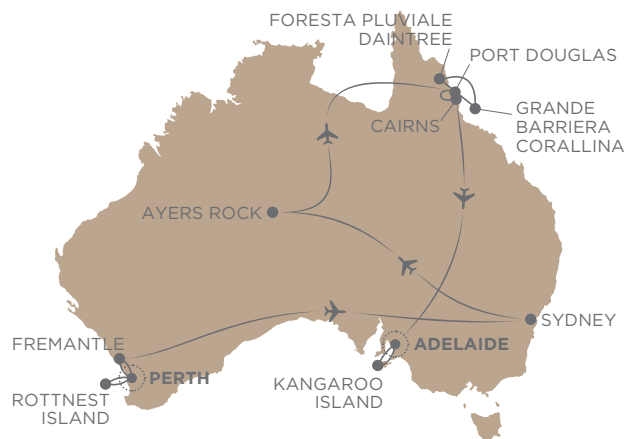 FORESTA PLUVIALE
DAINTREE
PORT DOUGLAS
GRANDE
BARRIERA
CORALLINA
CAIRNS
AYERS ROCK
SYDNEY
FREMANTLE
ADELAIDE
PERTH
KANGAROO
ISLAND
ROTTNEST
ISLAND